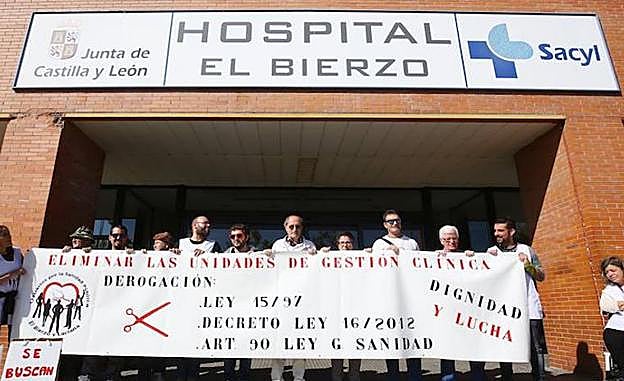 Junta de
Castilla y León
HOSPITAL
EL BIERZO
Sacyl
ELIMINAR LAS UNIDADES DE GESTIÓN CLÍNICA
DEROGACIÓN:
.LEY 15/97
.DECRETO LEY 16/2012
.ART. 90 LEY G. SANIDAD
DIGNIDAD
Y LUCHA
SE
BUSCAN